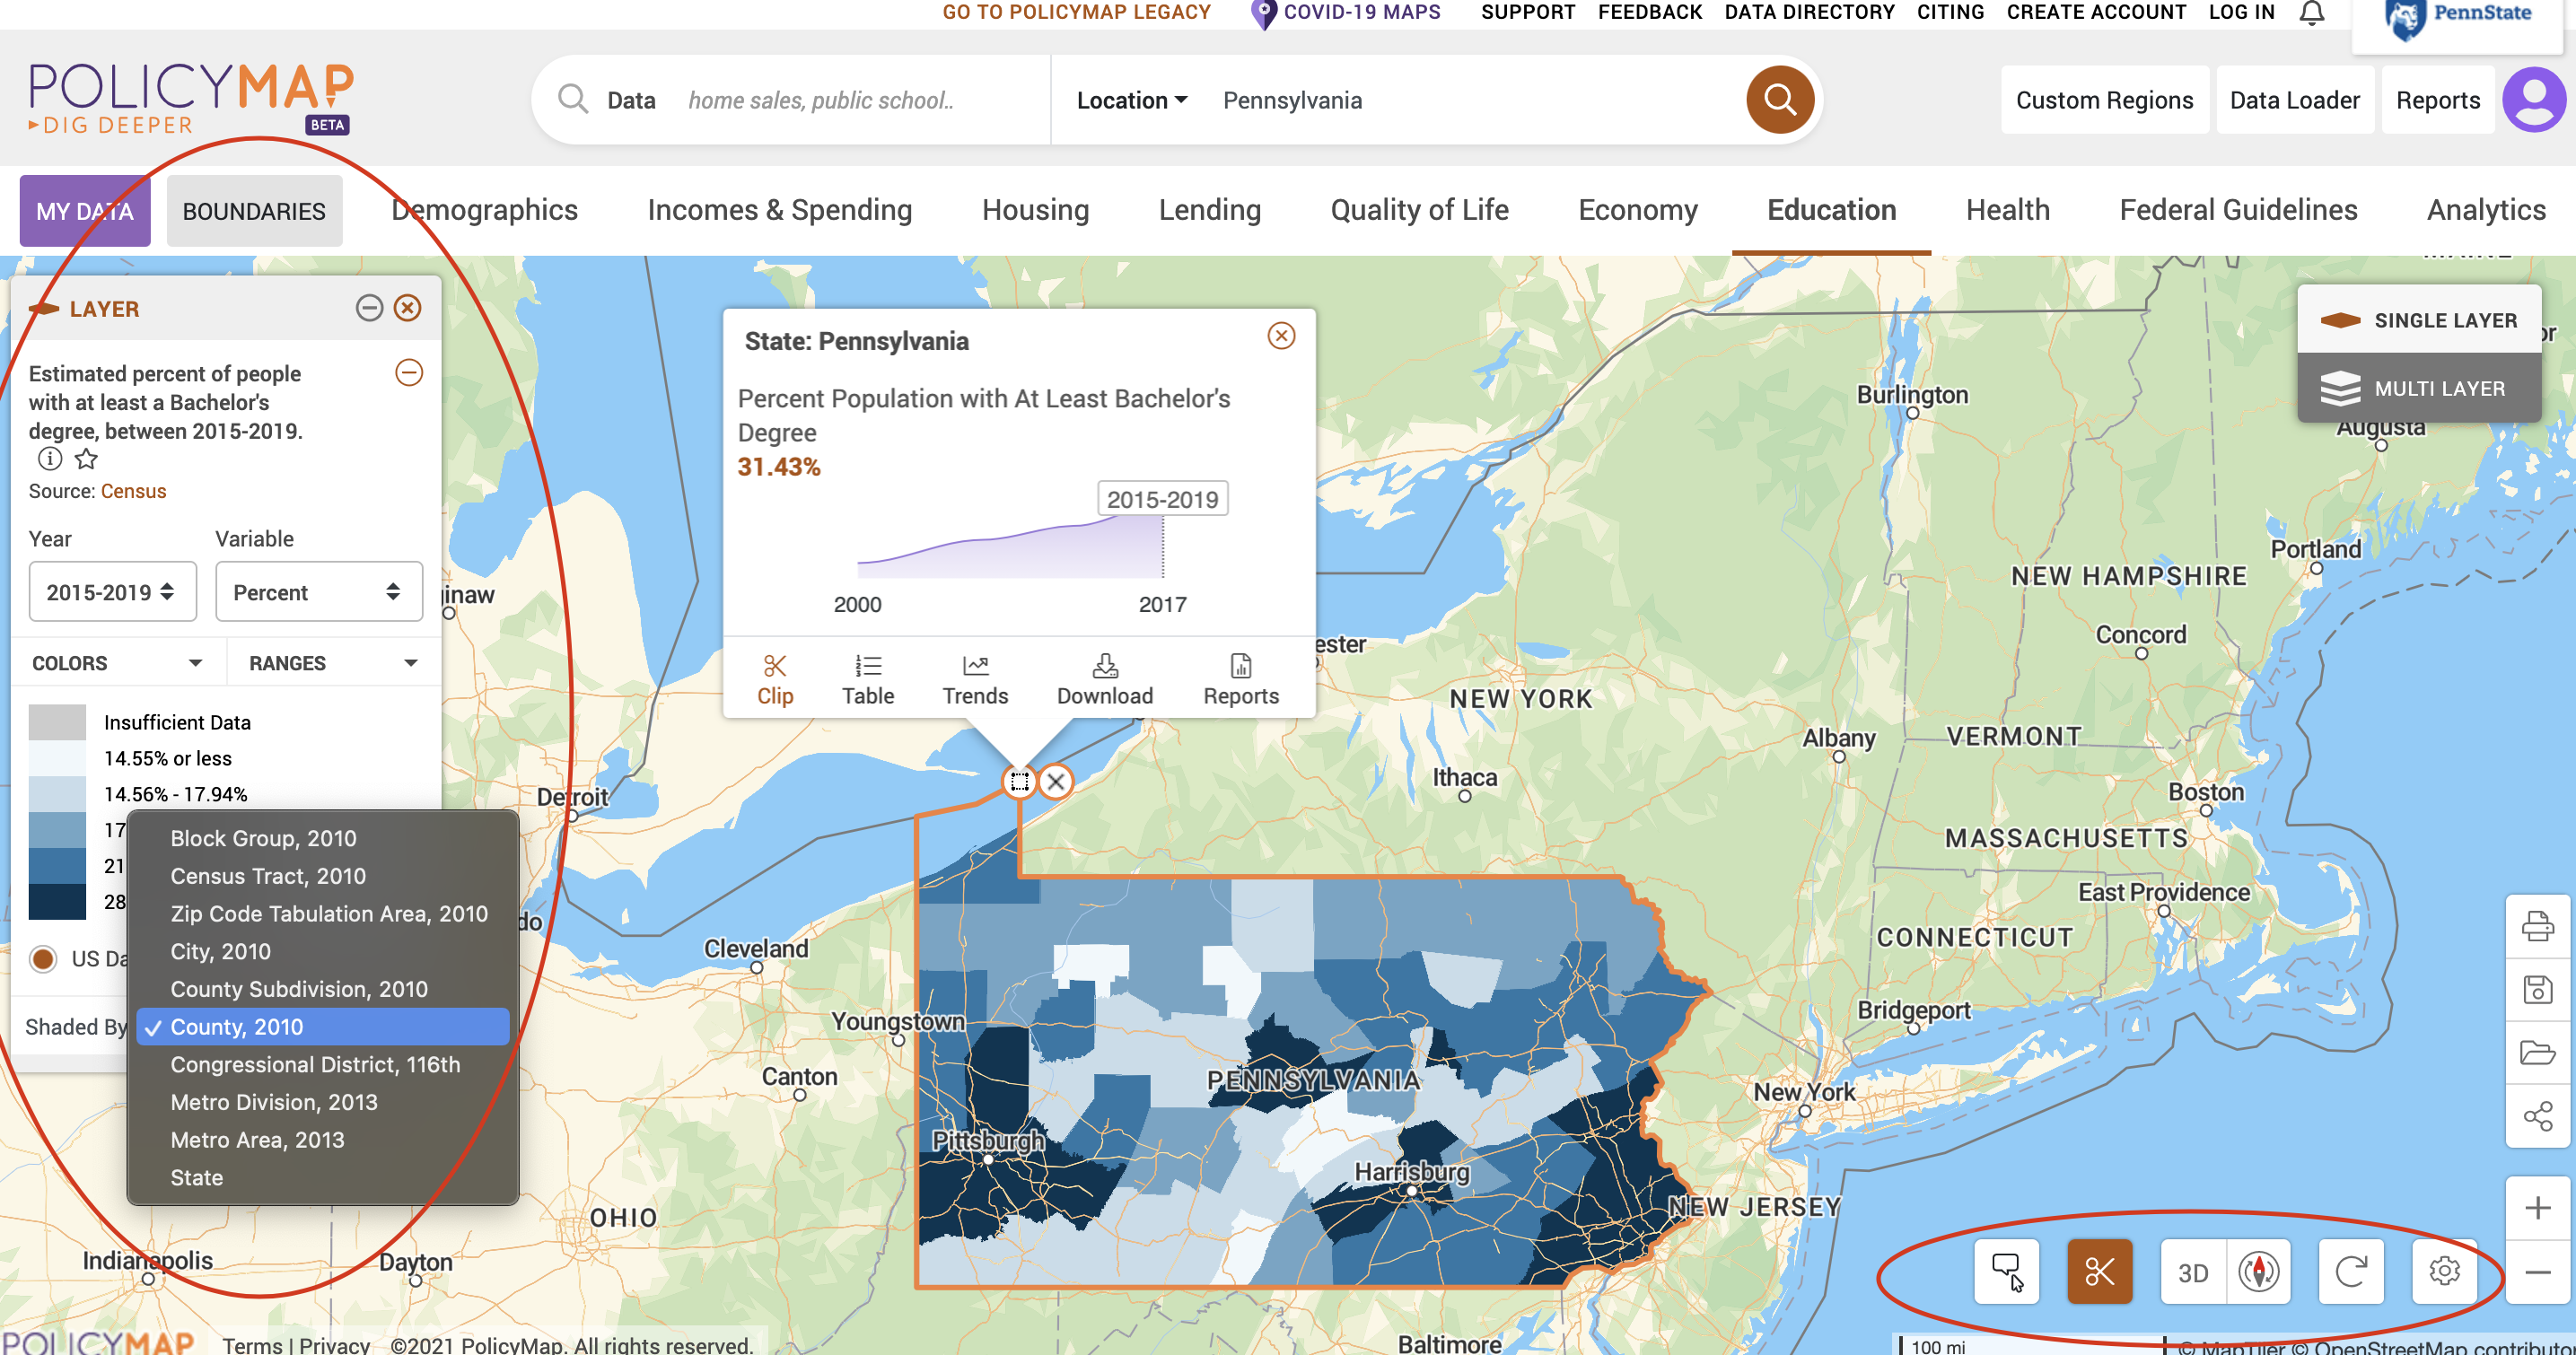 GO TO POLICYMAP LEGACY
COVID-19 MAPS
SUPPORT
FEEDBACK
DATA DIRECTORY
CITING
CREATE ACCOUNT
LOG IN
PennState
POLICYMAP
DIG DEEPER
BETA
Data
home sales, public school..
Location
Pennsylvania
Custom Regions
Data Loader
Reports
MY DATA
BOUNDARIES
Demographics
Incomes & Spending
Housing
Lending
Quality of Life
Economy
Education
Health
Federal Guidelines
Analytics
LAYER
Estimated percent of people
with at least a Bachelor's
degree, between 2015-2019.
Source: Census
Year
Variable
2015-2019
Percent
COLORS
RANGES
Insufficient Data
14.55% or less
14.56% - 17.94%
17
21
28
US Da
Shaded By
Block Group, 2010
Census Tract, 2010
Zip Code Tabulation Area, 2010
City, 2010
County Subdivision, 2010
✓ County, 2010
Congressional District, 116th
Metro Division, 2013
Metro Area, 2013
State
State: Pennsylvania
Percent Population with At Least Bachelor's
Degree
31.43%
2015-2019
2000
2017
Clip
Table
Trends
Download
Reports
SINGLE LAYER
MULTI LAYER
Burlington
Augusta
Portland
NEW HAMPSHIRE
Concord
ester
NEW YORK
VERMONT
Albany
Ithaca
Boston
MASSACHUSETTS
East Providence
CONNECTICUT
Bridgeport
New York
ginaw
Detroit
do
Cleveland
Youngstown
Canton
PENNSYLVANIA
Pittsburgh
Harrisburg
NEW JERSEY
OHIO
Indianapolis
Dayton
Baltimore
3D
100 mi
POLICYMAP
Terms | Privacy
©2021 PolicyMap. All rights reserved.
© MapTiler © OpenStreetMap contributo